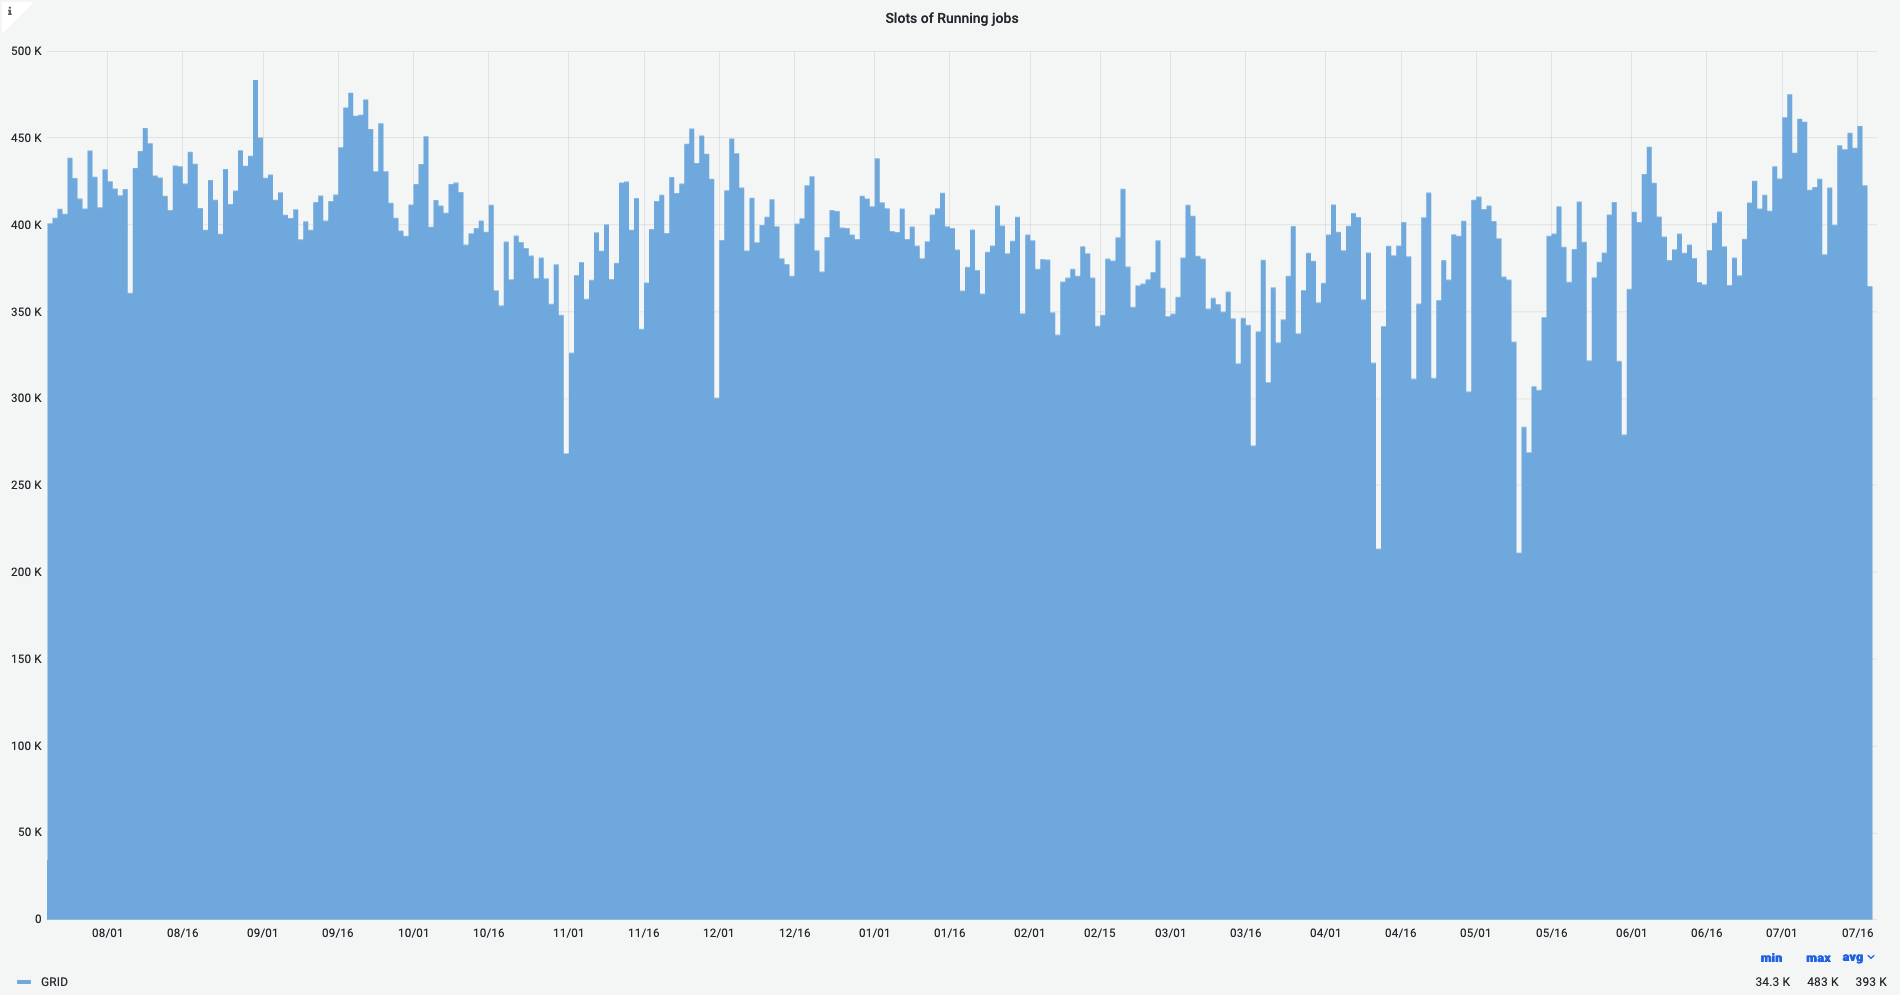 i
Slots of Running jobs
500 K
450 K
400 K
350 K
300 K
250 K
200 K
150 K
100 K
50 K
0
08/01 08/16 09/01 09/16 10/01 10/16 11/01 11/16 12/01 12/16 01/01 01/16 02/01 02/15 03/01 03/16 04/01 04/16 05/01 05/16 06/01 06/16 07/01 07/16
min max avg
GRID 34.3 K 483 K 393 K